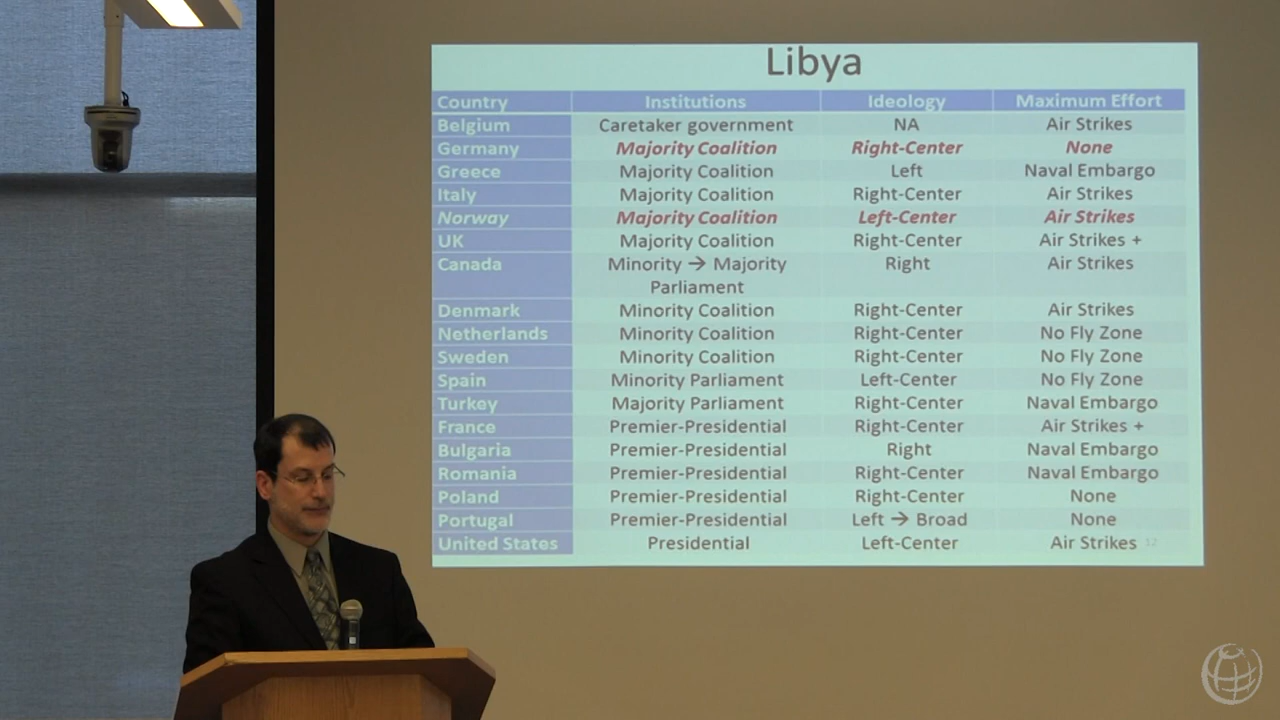 Libya
Country Institutions Ideology Maximum Effort
Belgium Caretaker government NA Air Strikes
Germany Majority Coalition Right-Center None
Greece Majority Coalition Left Naval Embargo
Italy Majority Coalition Right-Center Air Strikes
Norway Majority Coalition Left-Center Air Strikes
UK Majority Coalition Right-Center Air Strikes +
Canada Minority → Majority Right Air Strikes
Parliament
Denmark Minority Coalition Right-Center Air Strikes
Netherlands Minority Coalition Right-Center No Fly Zone
Sweden Minority Coalition Right-Center No Fly Zone
Spain Minority Parliament Left-Center No Fly Zone
Turkey Majority Parliament Right-Center Naval Embargo
France Premier-Presidential Right-Center Air Strikes +
Bulgaria Premier-Presidential Right Naval Embargo
Romania Premier-Presidential Right-Center Naval Embargo
Poland Premier-Presidential Right-Center None
Portugal Premier-Presidential Left → Broad None
United States Presidential Left-Center Air Strikes 12